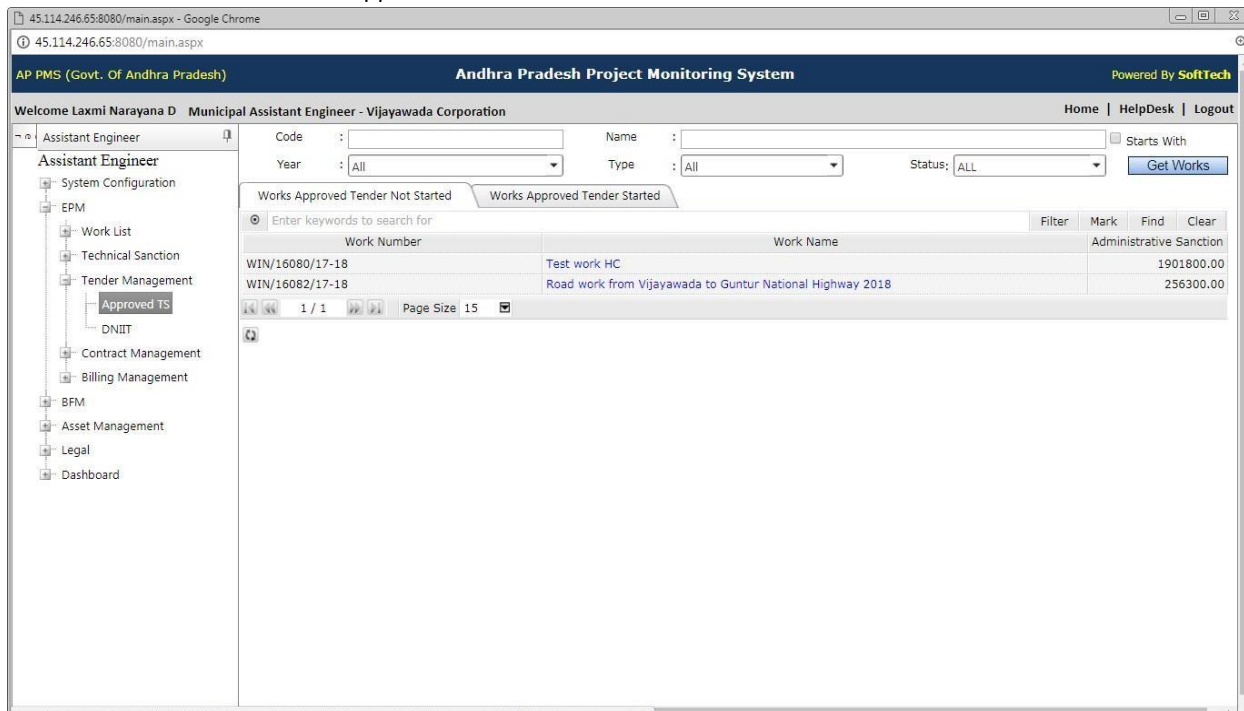 45.114.246.65:8080/main.aspx - Google Chrome
45.114.246.65:8080/main.aspx
AP PMS (Govt. Of Andhra Pradesh) Andhra Pradesh Project Monitoring System Powered By SoftTech
Welcome Laxmi Narayana D Municipal Assistant Engineer - Vijayawada Corporation Home | HelpDesk | Logout
Assistant Engineer
Code : Name : Starts With
Assistant Engineer
Year : All Type : All Status: ALL Get Works
System Configuration
Works Approved Tender Not Started Works Approved Tender Started
EPM
Enter keywords to search for Filter Mark Find Clear
Work List
Work Number Work Name Administrative Sanction
Technical Sanction
WIN/16080/17-18 Test work HC 1901800.00
Tender Management
WIN/16082/17-18 Road work from Vijayawada to Guntur National Highway 2018 256300.00
Approved TS
1 / 1 Page Size 15
DNIIT
Contract Management
Billing Management
BFM
Asset Management
Legal
Dashboard